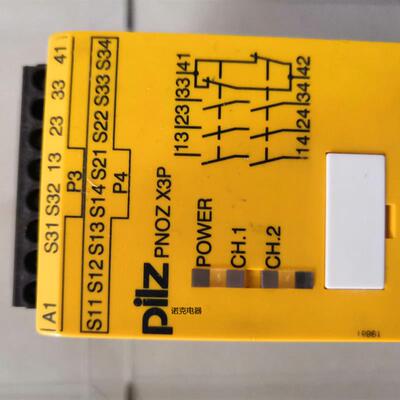 A1 S31 S32 13 23 33 41
P3
P4
S11 S12 S13 S14 S21 S22 S33 S34
pilz
诺克电器
PNOZ X3P
13 23 33 41
14 24 34 42
POWER
CH.1
CH.2